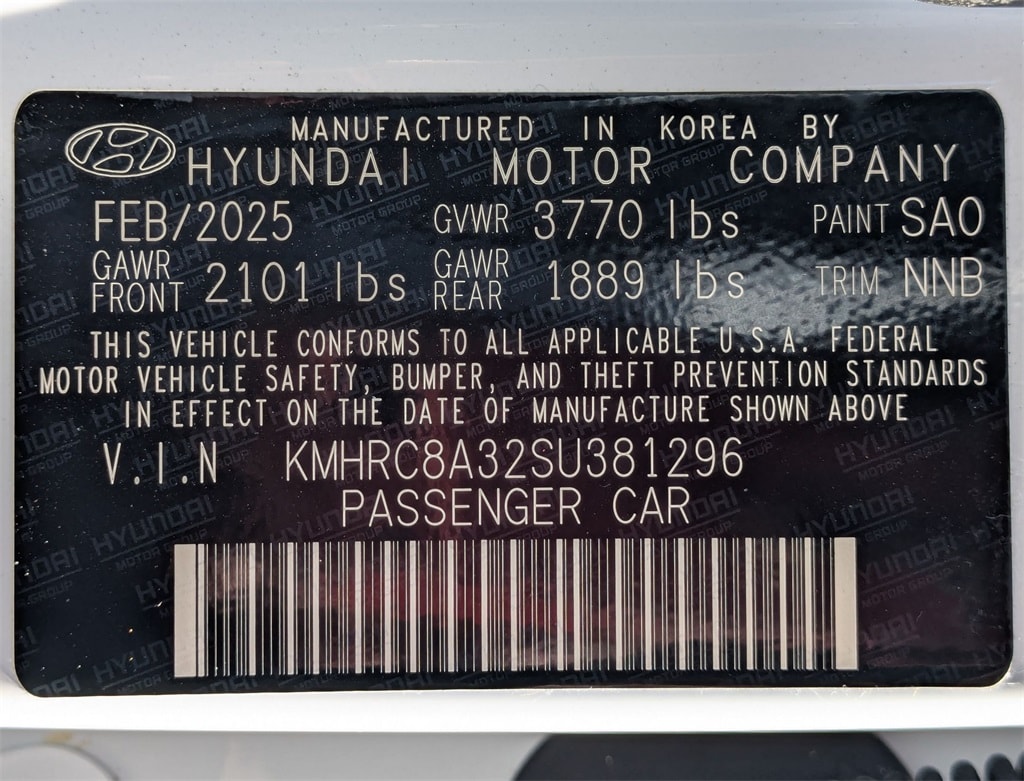 MANUFACTURED IN KOREA BY
HYUNDAI MOTOR COMPANY
FEB/2025 GVWR 3770 lbs PAINT SAO
GAWR FRONT 2101 lbs GAWR REAR 1889 lbs TRIM NNB
THIS VEHICLE CONFORMS TO ALL APPLICABLE U.S.A. FEDERAL
MOTOR VEHICLE SAFETY, BUMPER, AND THEFT PREVENTION STANDARDS
IN EFFECT ON THE DATE OF MANUFACTURE SHOWN ABOVE
V.I.N KMHRC8A32SU381296
PASSENGER CAR